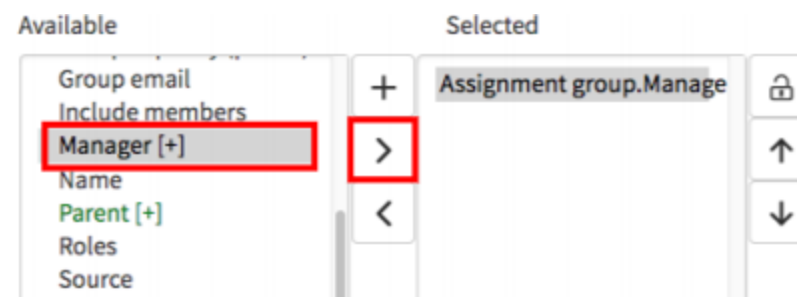 Available
Selected
Group email
Include members
Manager [+]
Name
Parent [+]
Roles
Source
Assignment group.Manage